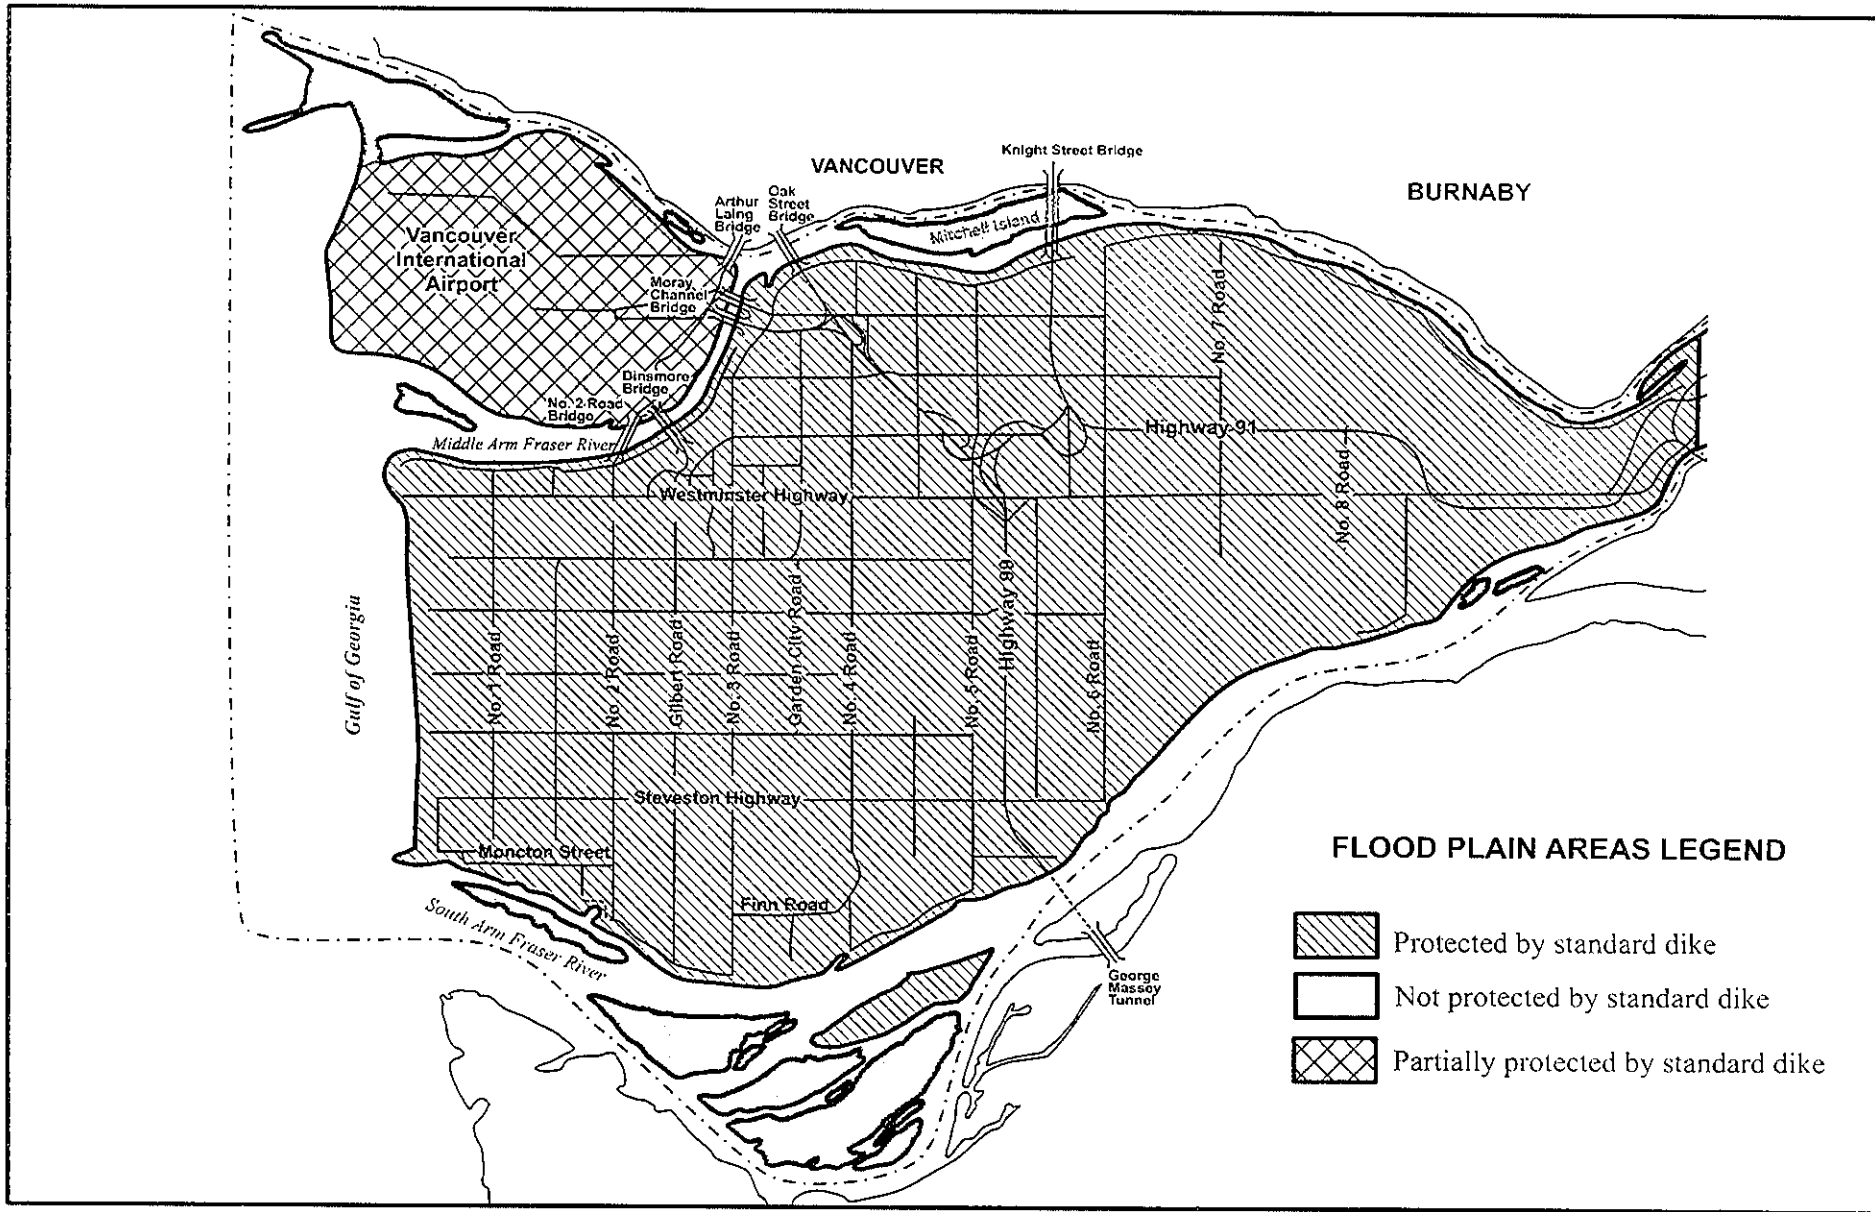 VANCOUVER
Knight Street Bridge
BURNABY
Arthur
Laing
Bridge
Oak
Street
Bridge
Mitchell Island
Vancouver
International
Airport
Moray
Channel
Bridge
No. 7 Road
Dinsmore
Bridge
No. 2 Road
Bridge
Middle Arm Fraser River
Highway 91
Westminster Highway
No. 8 Road
Gulf of Georgia
No. 1 Road
No. 2 Road
Gilbert Road
No. 3 Road
Garden City Road
No. 4 Road
No. 5 Road
Highway 99
No. 6 Road
Steveston Highway
Moncton Street
Finn Road
South Arm Fraser River
George
Massey
Tunnel
FLOOD PLAIN AREAS LEGEND
Protected by standard dike
Not protected by standard dike
Partially protected by standard dike